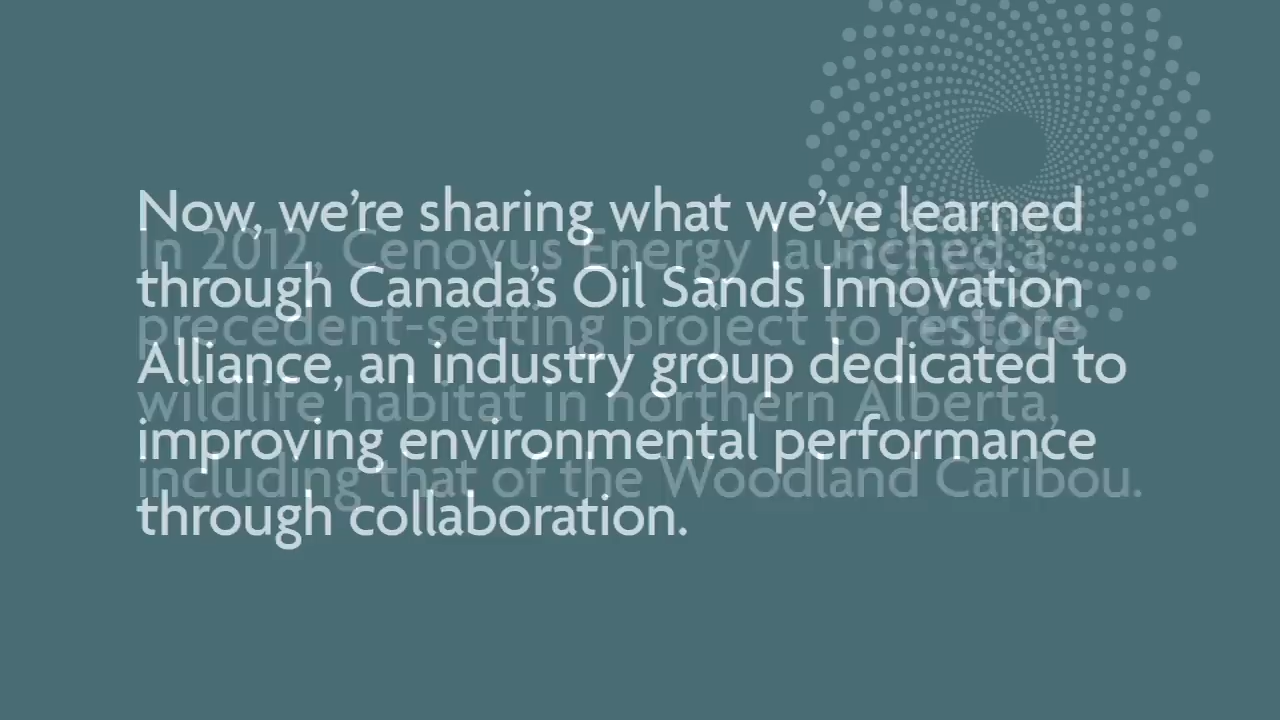 Now, we’re sharing what we’ve learned
through Canada’s Oil Sands Innovation
Alliance, an industry group dedicated to
improving environmental performance
through collaboration.
In 2012, Cenovus Energy launched a
precedent-setting project to restore
wildlife habitat in northern Alberta,
including that of the Woodland Caribou.